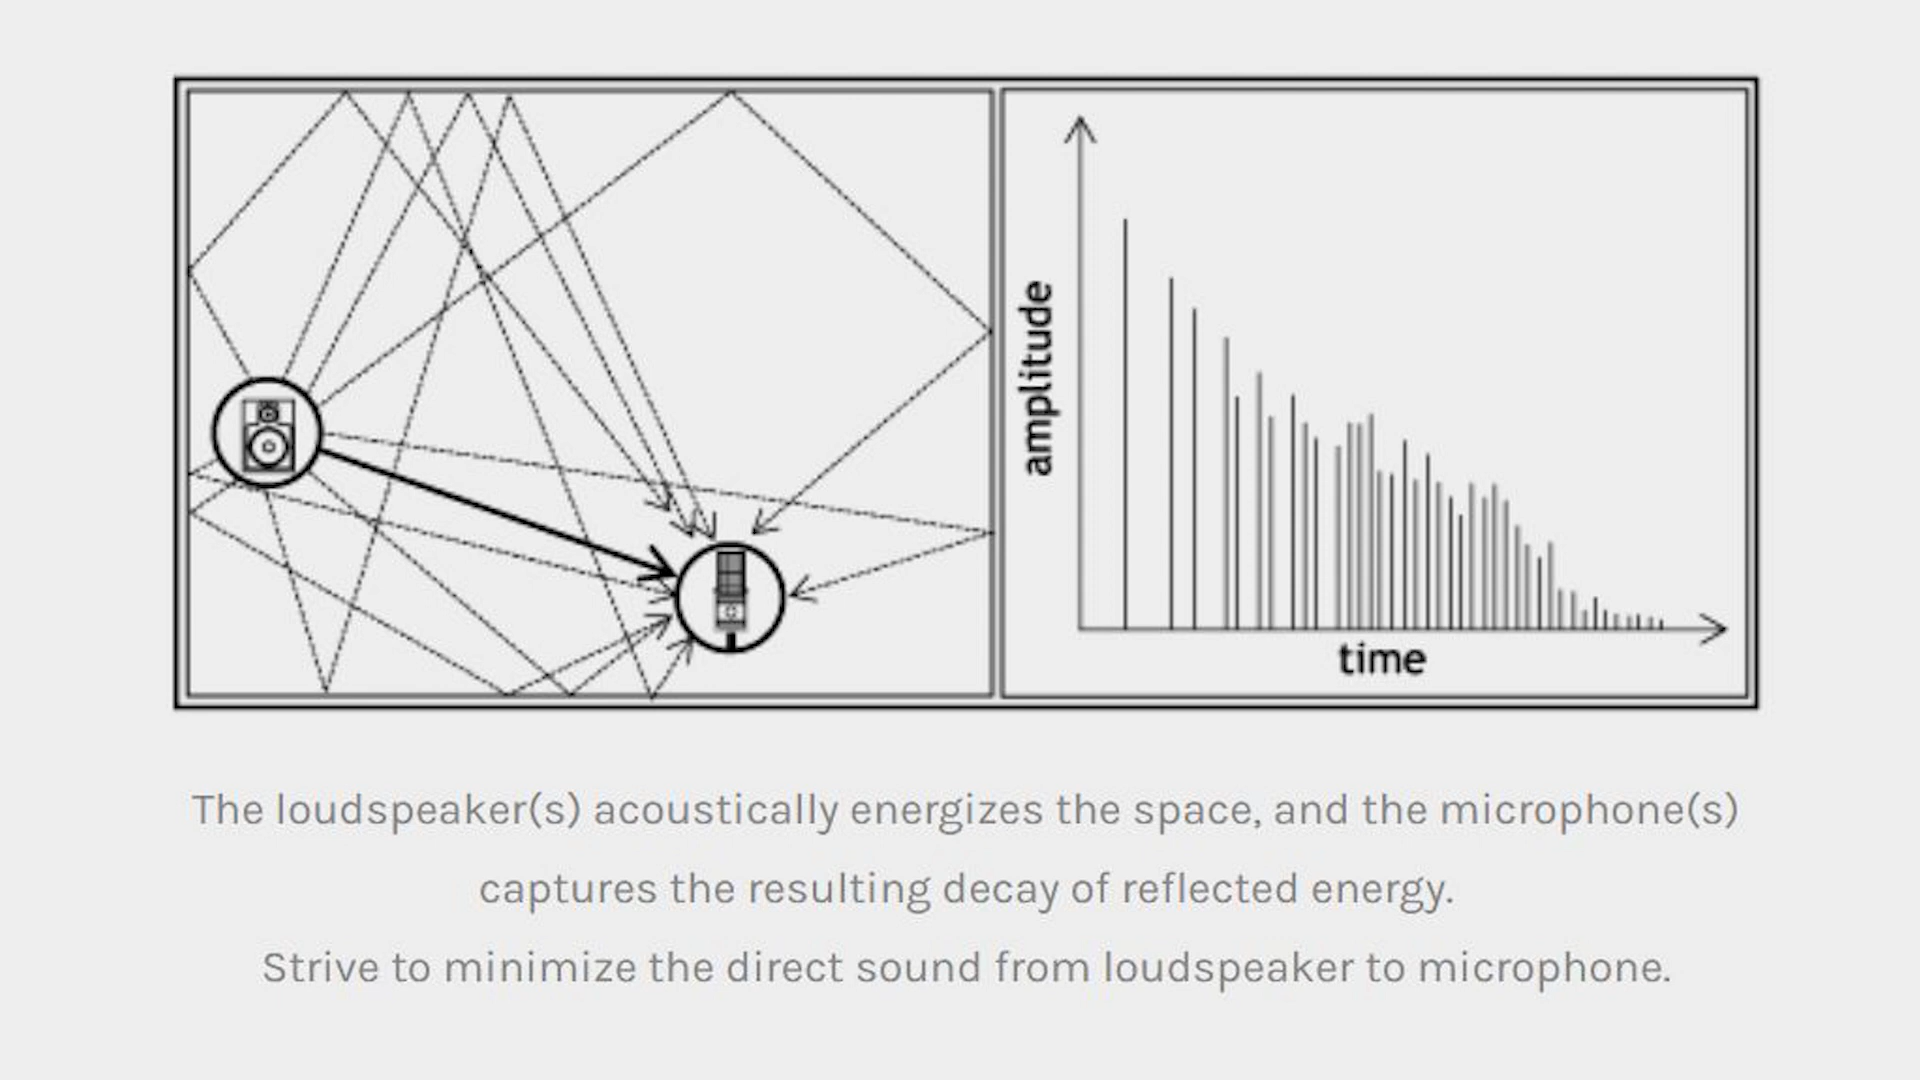 amplitude
time
The loudspeaker(s) acoustically energizes the space, and the microphone(s)
captures the resulting decay of reflected energy.
Strive to minimize the direct sound from loudspeaker to microphone.